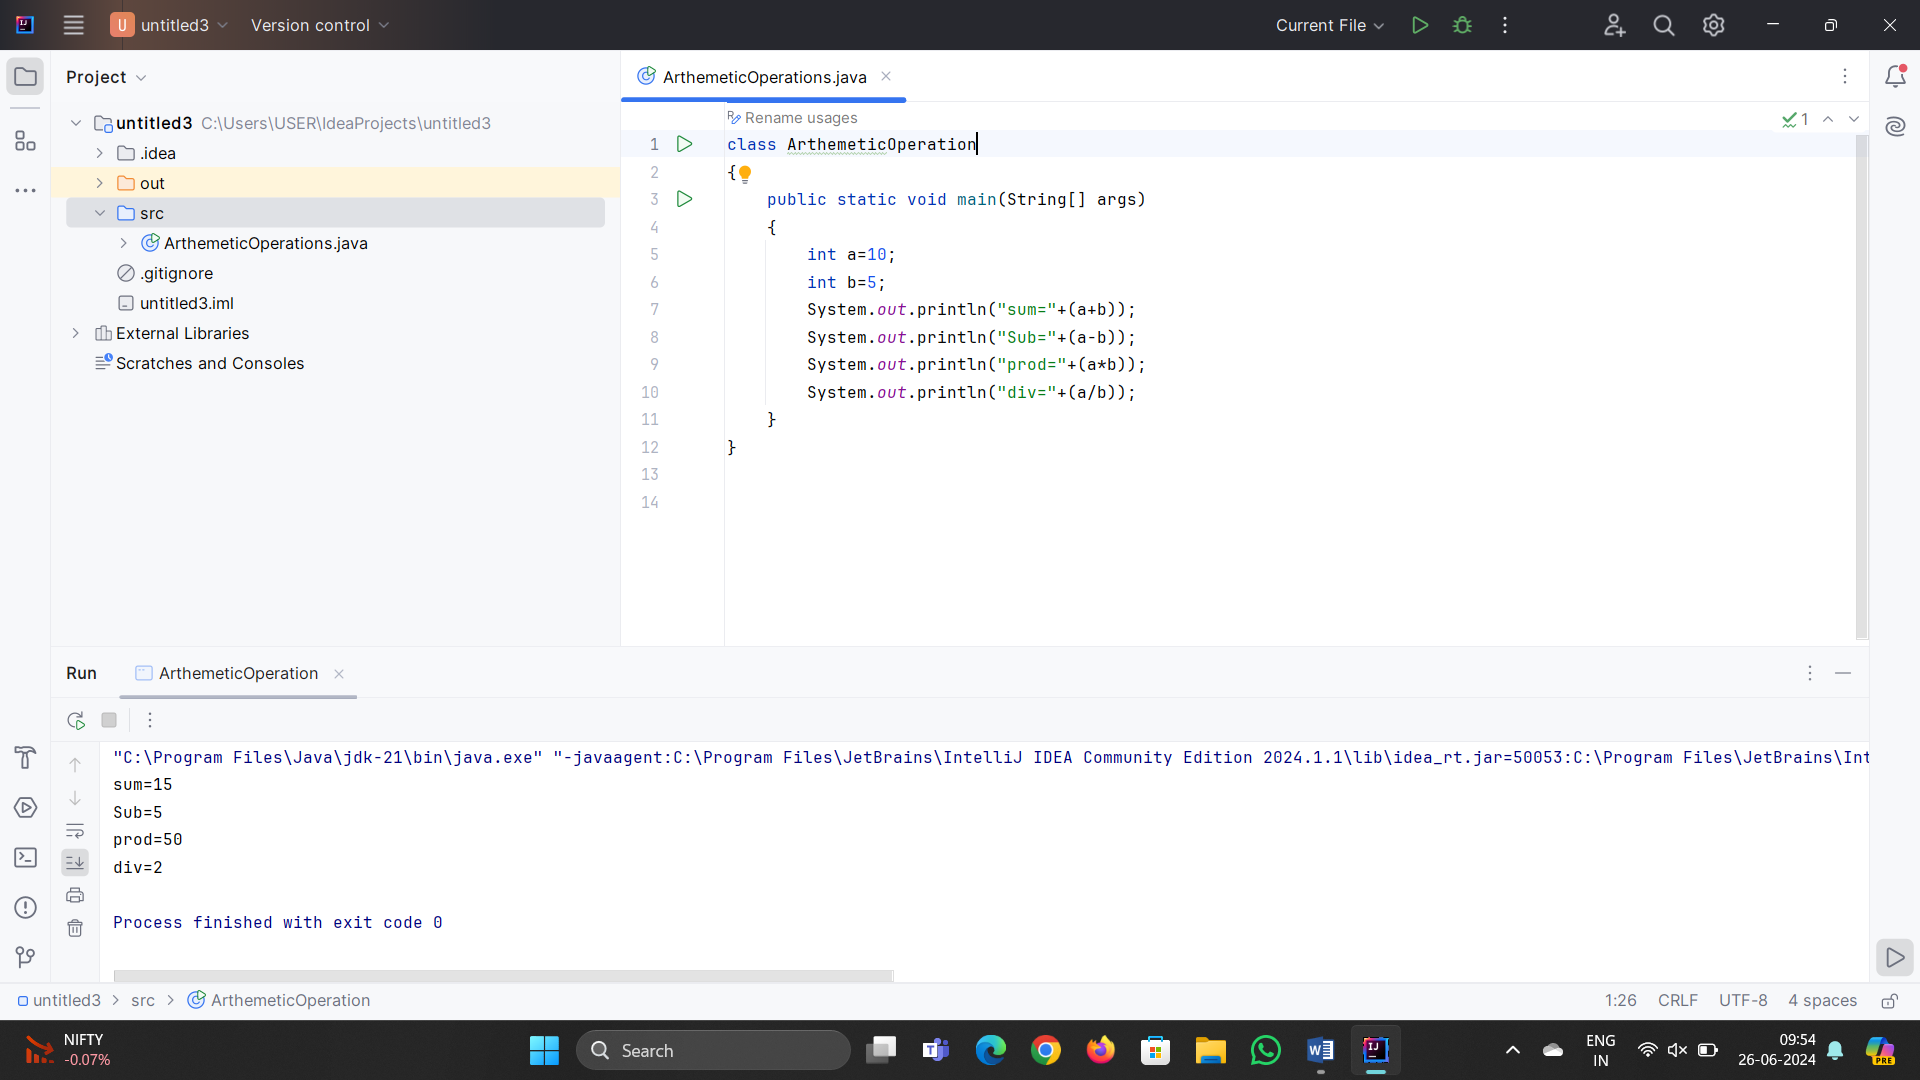 U untitled3 Version control Current File
Project
ArthemeticOperations.java
untitled3 C:\Users\USER\IdeaProjects\untitled3
.idea
out
src
ArthemeticOperations.java
.gitignore
untitled3.iml
External Libraries
Scratches and Consoles
Rename usages
1
1 class ArthemeticOperation
2 {
3 public static void main(String[] args)
4 {
5 int a=10;
6 int b=5;
7 System.out.println("sum="+(a+b));
8 System.out.println("Sub="+(a-b));
9 System.out.println("prod="+(a*b));
10 System.out.println("div="+(a/b));
11 }
12 }
13
14
Run ArthemeticOperation
"C:\Program Files\Java\jdk-21\bin\java.exe" "-javaagent:C:\Program Files\JetBrains\IntelliJ IDEA Community Edition 2024.1.1\lib\idea_rt.jar=50053:C:\Program Files\JetBrains\Int
sum=15
Sub=5
prod=50
div=2
Process finished with exit code 0
untitled3 > src > ArthemeticOperation 1:26 CRLF UTF-8 4 spaces
NIFTY
-0.07%
Search
ENG
IN
09:54
26-06-2024
PRE